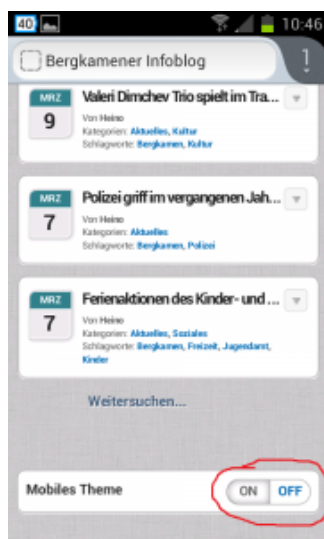 40
10:46
Bergkamener Infoblog
1
MRZ
9
Valeri Dimchev Trio spielt im Tra...
Von Heino
Kategorien: Aktuelles, Kultur
Schlagworte: Bergkamen, Kultur
MRZ
7
Polizei griff im vergangenen Jah...
Von Heino
Kategorien: Aktuelles
Schlagworte: Bergkamen, Polizei
MRZ
7
Ferienaktionen des Kinder- und ...
Von Heino
Kategorien: Aktuelles, Soziales
Schlagworte: Bergkamen, Freizeit, Jugendamt,
Kinder
Weitersuchen...
Mobiles Theme
ON OFF